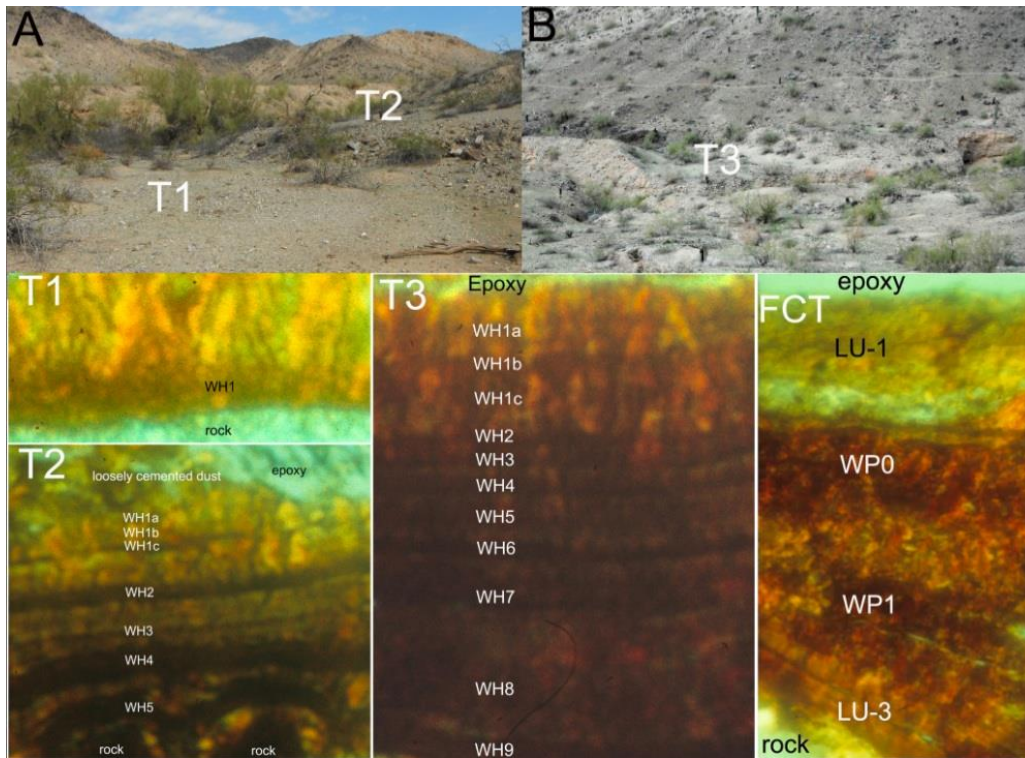 A
T2
T1
B
T3
T1
WH1
rock
T2
loosely cemented dust
epoxy
WH1a
WH1b
WH1c
WH2
WH3
WH4
WH5
rock
rock
T3
Epoxy
WH1a
WH1b
WH1c
WH2
WH3
WH4
WH5
WH6
WH7
WH8
WH9
epoxy
FCT
LU-1
WP0
WP1
LU-3
rock